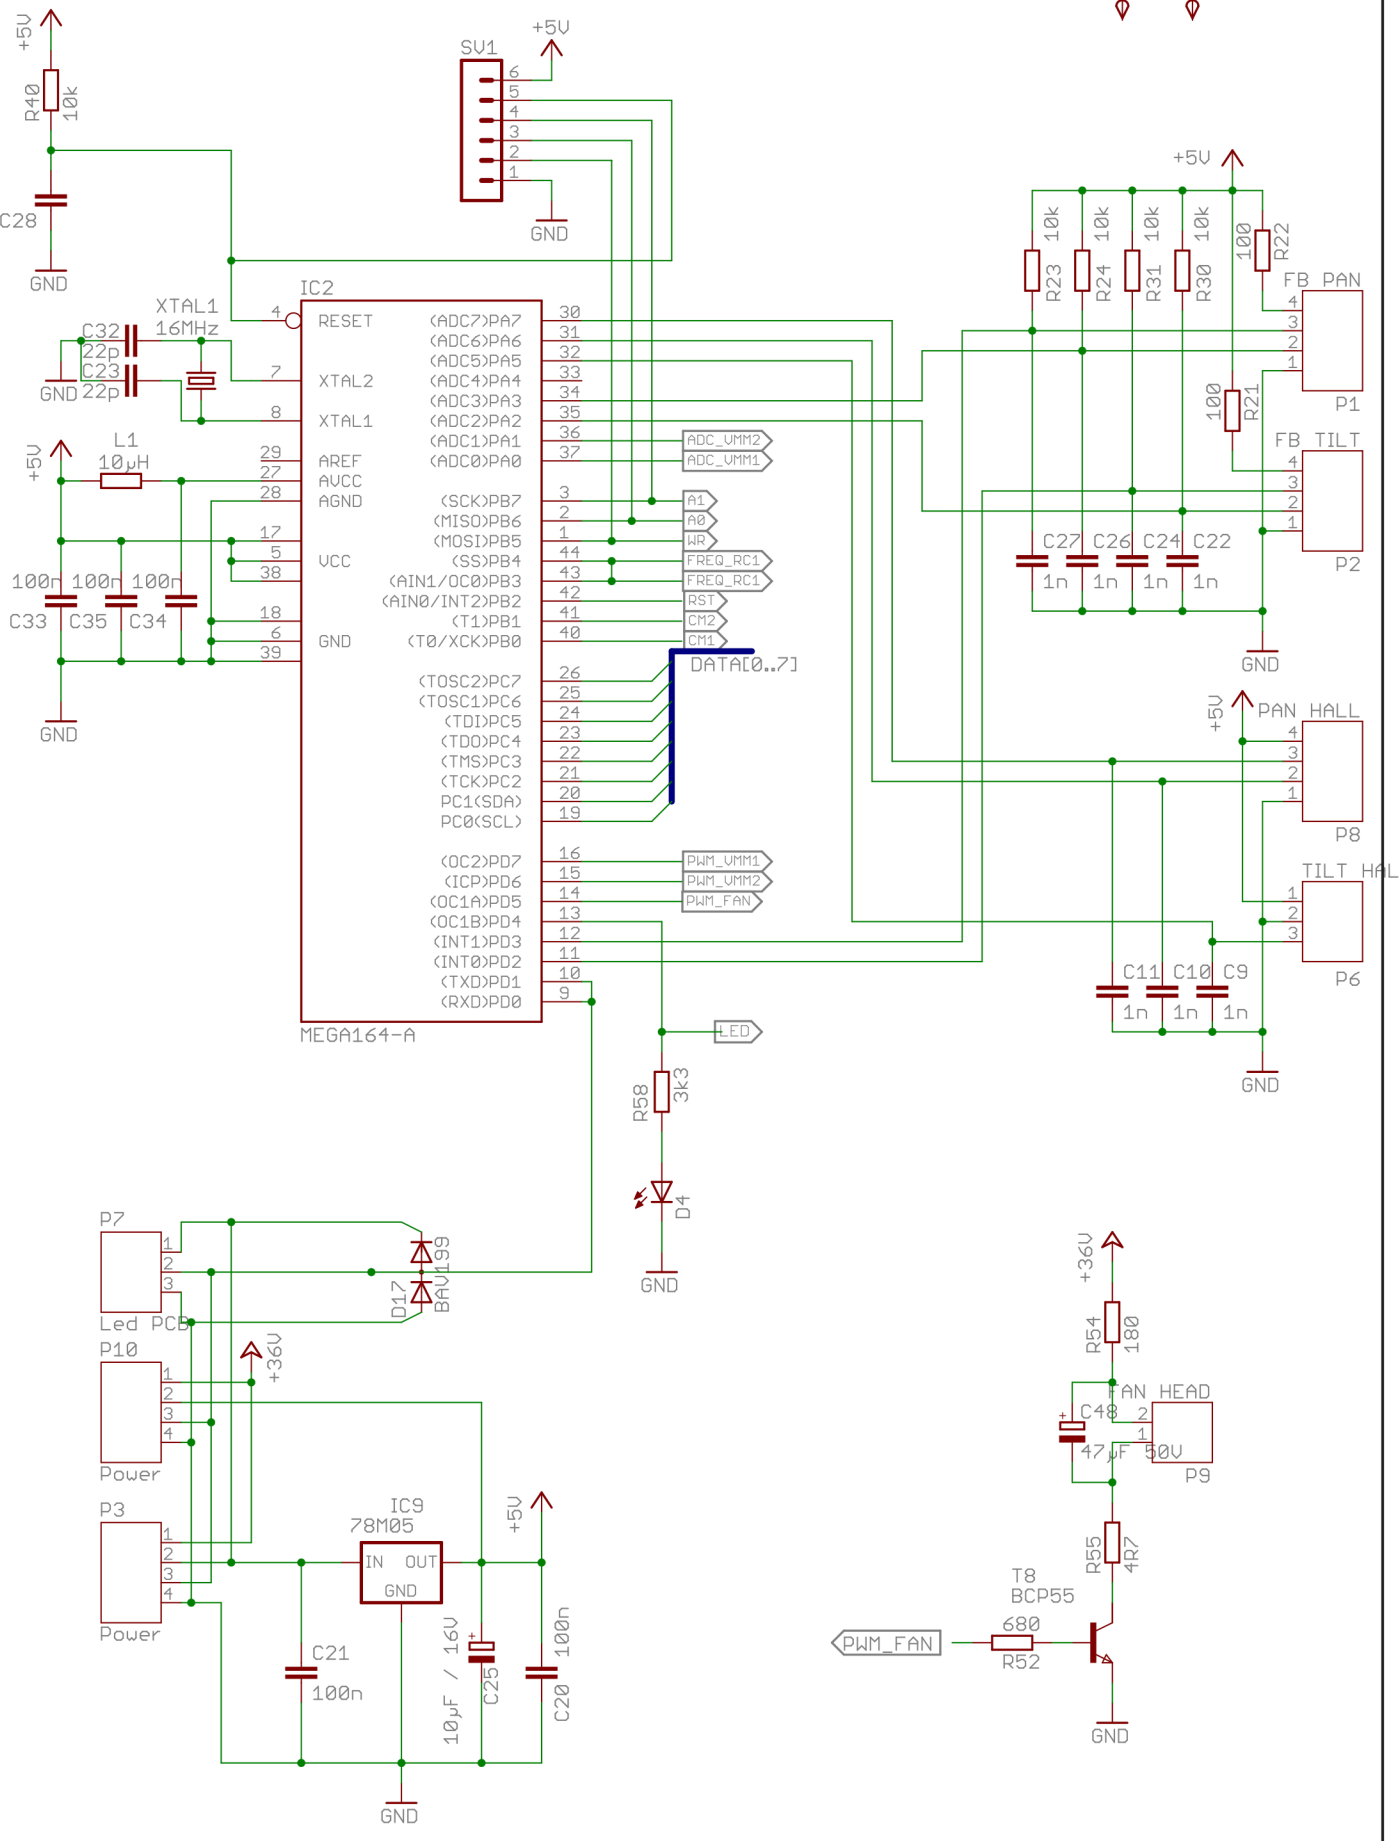 +5V
R40
10k
C28
GND
SV1
+5V
6
5
4
3
2
1
GND
IC2
XTAL1
16MHz
C32
22p
C23
22p
GND
4
RESET
7
XTAL2
8
XTAL1
29
AREF
27
AVCC
28
AGND
17
5
VCC
38
18
6
GND
39
+5V
L1
10µH
100n
100n
100n
C33
C35
C34
GND
(ADC7)PA7 30
(ADC6)PA6 31
(ADC5)PA5 32
(ADC4)PA4 33
(ADC3)PA3 34
(ADC2)PA2 35
(ADC1)PA1 36 ADC_VMM2
(ADC0)PA0 37 ADC_VMM1
(SCK)PB7 3 A1
(MISO)PB6 2 A0
(MOSI)PB5 1 WR
(SS)PB4 44 FREQ_RC1
(AIN1/OC0)PB3 43 FREQ_RC1
(AIN0/INT2)PB2 42 RST
(T1)PB1 41 CM2
(T0/XCK)PB0 40 CM1
DATA[0..7]
(TOSC2)PC7 26
(TOSC1)PC6 25
(TDI)PC5 24
(TDO)PC4 23
(TMS)PC3 22
(TCK)PC2 21
PC1(SDA) 20
PC0(SCL) 19
(OC2)PD7 16 PWM_VMM1
(ICP)PD6 15 PWM_VMM2
(OC1A)PD5 14 PWM_FAN
(OC1B)PD4 13
(INT1)PD3 12
(INT0)PD2 11
(TXD)PD1 10
(RXD)PD0 9
MEGA164-A
LED
R58
3k3
D4
GND
+5V
10k
R23
10k
R24
10k
R31
10k
R30
100
R22
FB PAN
4
3
2
1
P1
100
R21
FB TILT
4
3
2
1
P2
C27
1n
C26
1n
C24
1n
C22
1n
GND
+5V
PAN HALL
4
3
2
1
P8
TILT HAL
1
2
3
P6
C11
1n
C10
1n
C9
1n
GND
P7
1
2
3
Led PCB
D17
BAV199
P10
1
2
3
4
Power
+36V
P3
1
2
3
4
Power
IC9
78M05
IN OUT
GND
+5V
C21
100n
10µF / 16V
+
C25
100n
C20
GND
+36V
R54
180
FAN HEAD
2
1
P9
+
C48
47µF 50V
R55
4R7
T8
BCP55
PWM_FAN
680
R52
GND